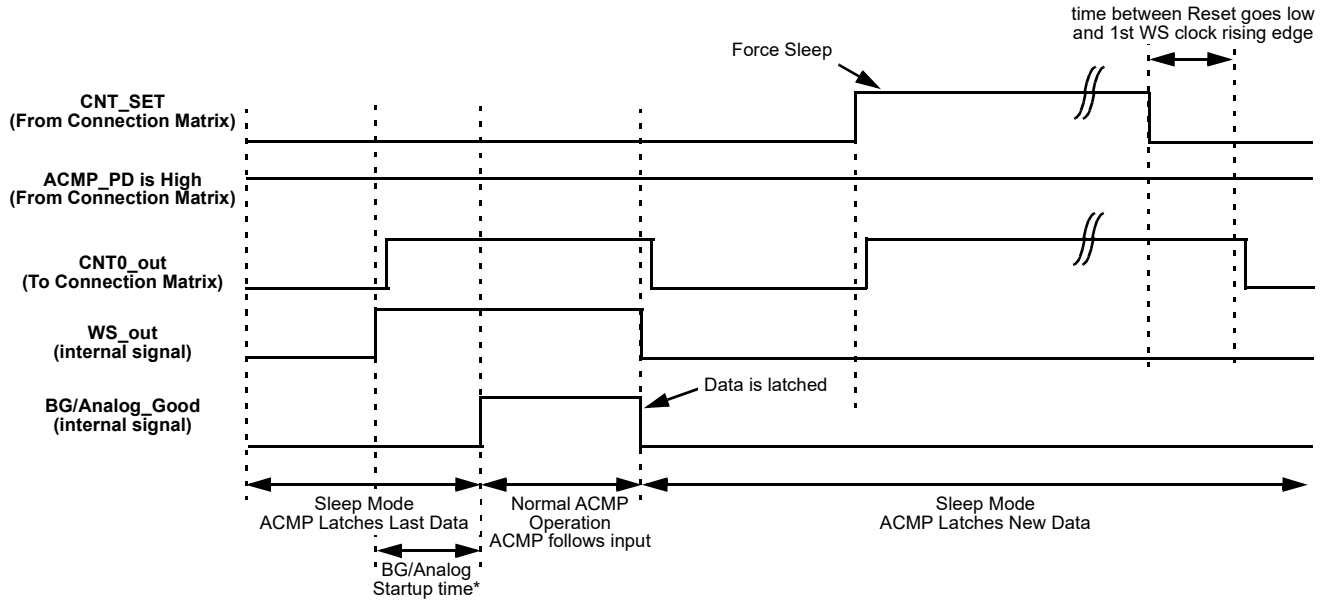 time between Reset goes low
and 1st WS clock rising edge
Force Sleep
CNT_SET
(From Connection Matrix)
ACMP_PD is High
(From Connection Matrix)
CNT0_out
(To Connection Matrix)
WS_out
(internal signal)
Data is latched
BG/Analog_Good
(internal signal)
Sleep Mode
ACMP Latches Last Data
Normal ACMP
Operation
ACMP follows input
Sleep Mode
ACMP Latches New Data
BG/Analog
Startup time*